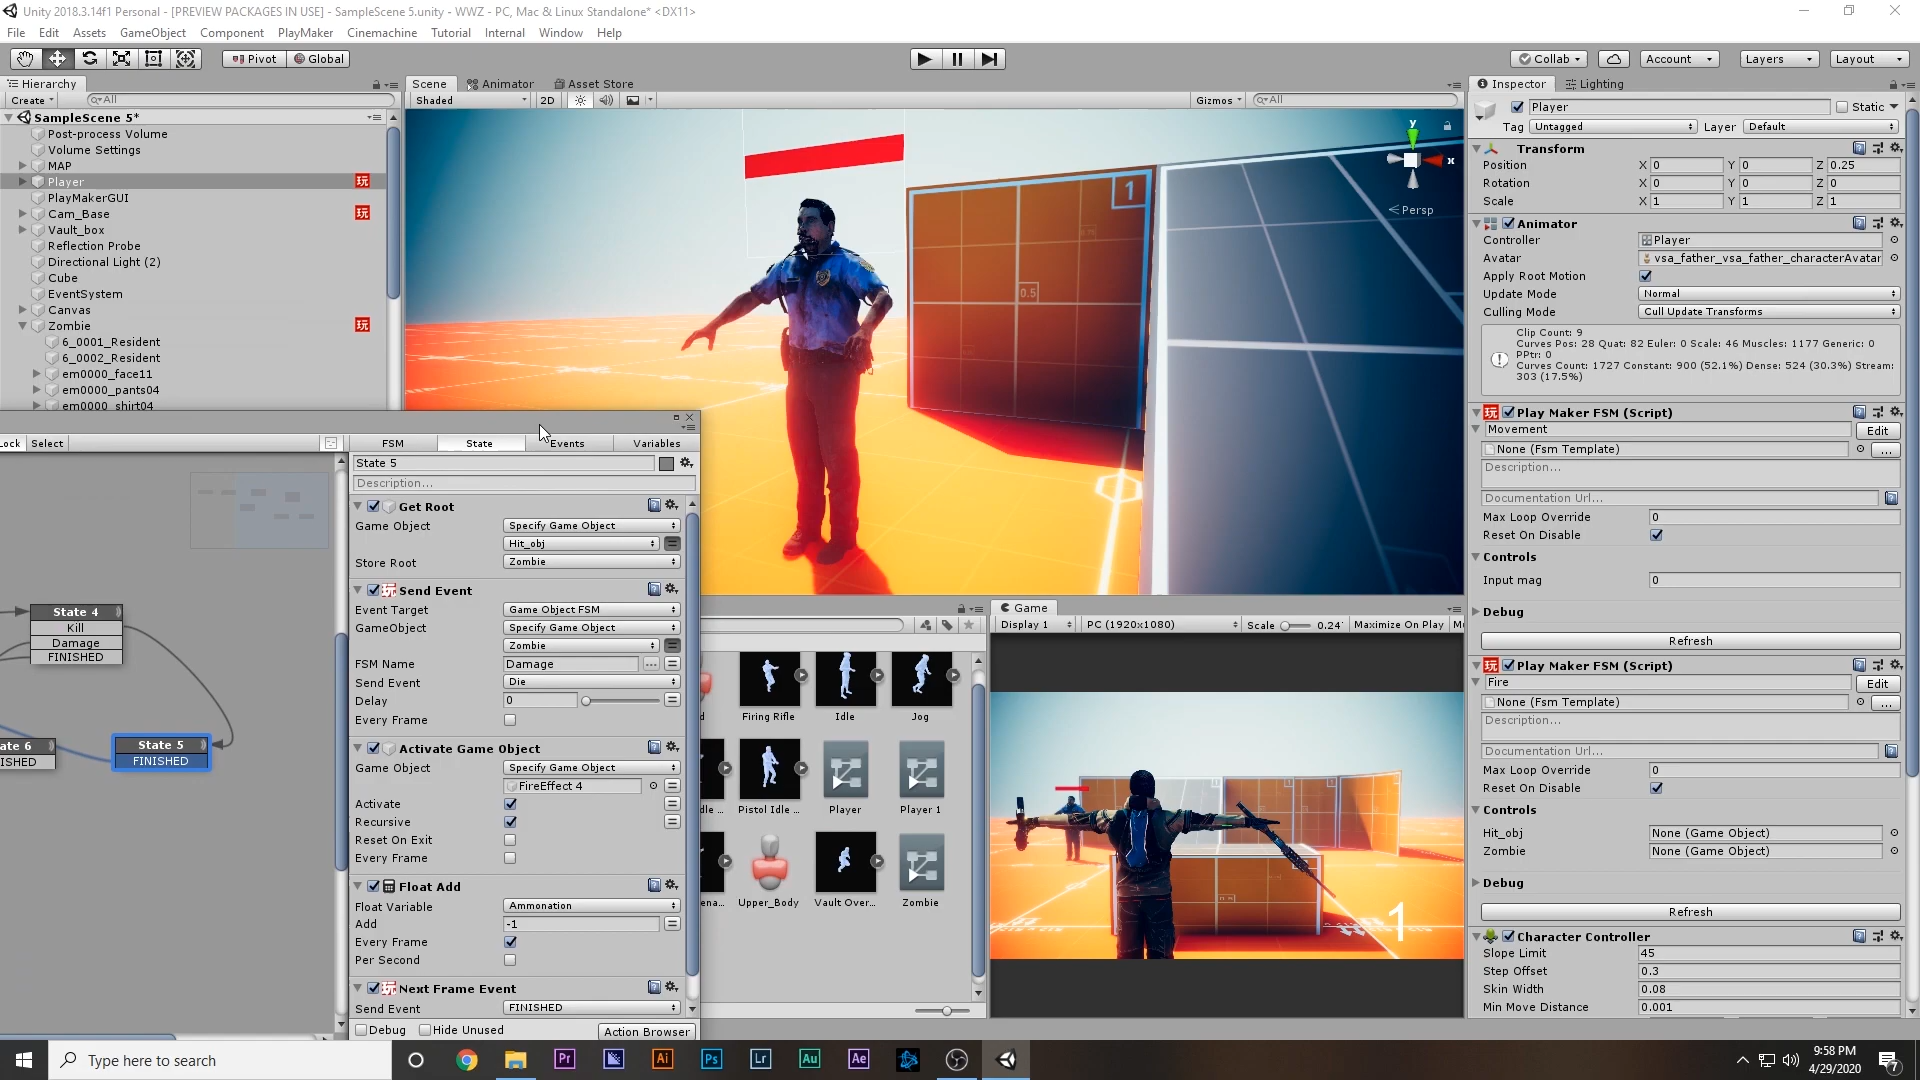 Unity 2018.3.14f1 Personal - [PREVIEW PACKAGES IN USE] - SampleScene 5.unity - WWZ - PC, Mac & Linux Standalone* <DX11>
File Edit Assets GameObject Component PlayMaker Cinemachine Tutorial Internal Window Help
Pivot Global Collab Account Layers Layout
Hierarchy
Create All
SampleScene 5*
Post-process Volume
Volume Settings
MAP
Player
PlayMakerGUI
Cam_Base
Vault_box
Reflection Probe
Directional Light (2)
Cube
EventSystem
Canvas
Zombie
6_0001_Resident
6_0002_Resident
em0000_face11
em0000_pants04
em0000_shirt04
Scene Animator Asset Store
Shaded 2D Gizmos All
y
x
Persp
1
0.5
Lock Select
FSM State Events Variables
State 5
Description...
State 4
Kill
Damage
FINISHED
State 5
FINISHED
Get Root
Game Object Specify Game Object
Hit_obj
Store Root Zombie
Send Event
Event Target Game Object FSM
GameObject Specify Game Object
Zombie
FSM Name Damage ...
Send Event Die
Delay 0
Every Frame
Activate Game Object
Game Object Specify Game Object
FireEffect 4
Activate
Recursive
Reset On Exit
Every Frame
Float Add
Float Variable Ammonation
Add -1
Every Frame
Per Second
Next Frame Event
Send Event FINISHED
Debug Hide Unused Action Browser
Firing Rifle Idle Jog
Pistol Idle ... Player Player 1
Upper_Body Vault Over... Zombie
Game
Display 1 PC (1920x1080) Scale 0.24 Maximize On Play
1
Inspector Lighting
Player Static
Tag Untagged Layer Default
Transform
Position X 0 Y 0 Z 0.25
Rotation X 0 Y 0 Z 0
Scale X 1 Y 1 Z 1
Animator
Controller Player
Avatar vsa_father_vsa_father_characterAvatar
Apply Root Motion
Update Mode Normal
Culling Mode Cull Update Transforms
Clip Count: 9
Curves Pos: 28 Quat: 82 Euler: 0 Scale: 46 Muscles: 1177 Generic: 0
PPtr: 0
Curves Count: 1727 Constant: 900 (52.1%) Dense: 524 (30.3%) Stream:
303 (17.5%)
Play Maker FSM (Script)
Movement Edit
None (Fsm Template) ...
Description...
Documentation Url...
Max Loop Override 0
Reset On Disable
Controls
Input mag 0
Debug
Refresh
Play Maker FSM (Script)
Fire Edit
None (Fsm Template) ...
Description...
Documentation Url...
Max Loop Override 0
Reset On Disable
Controls
Hit_obj None (Game Object)
Zombie None (Game Object)
Debug
Refresh
Character Controller
Slope Limit 45
Step Offset 0.3
Skin Width 0.08
Min Move Distance 0.001
Type here to search
Pr Ai Ps Lr Au Ae
9:58 PM
4/29/2020
7